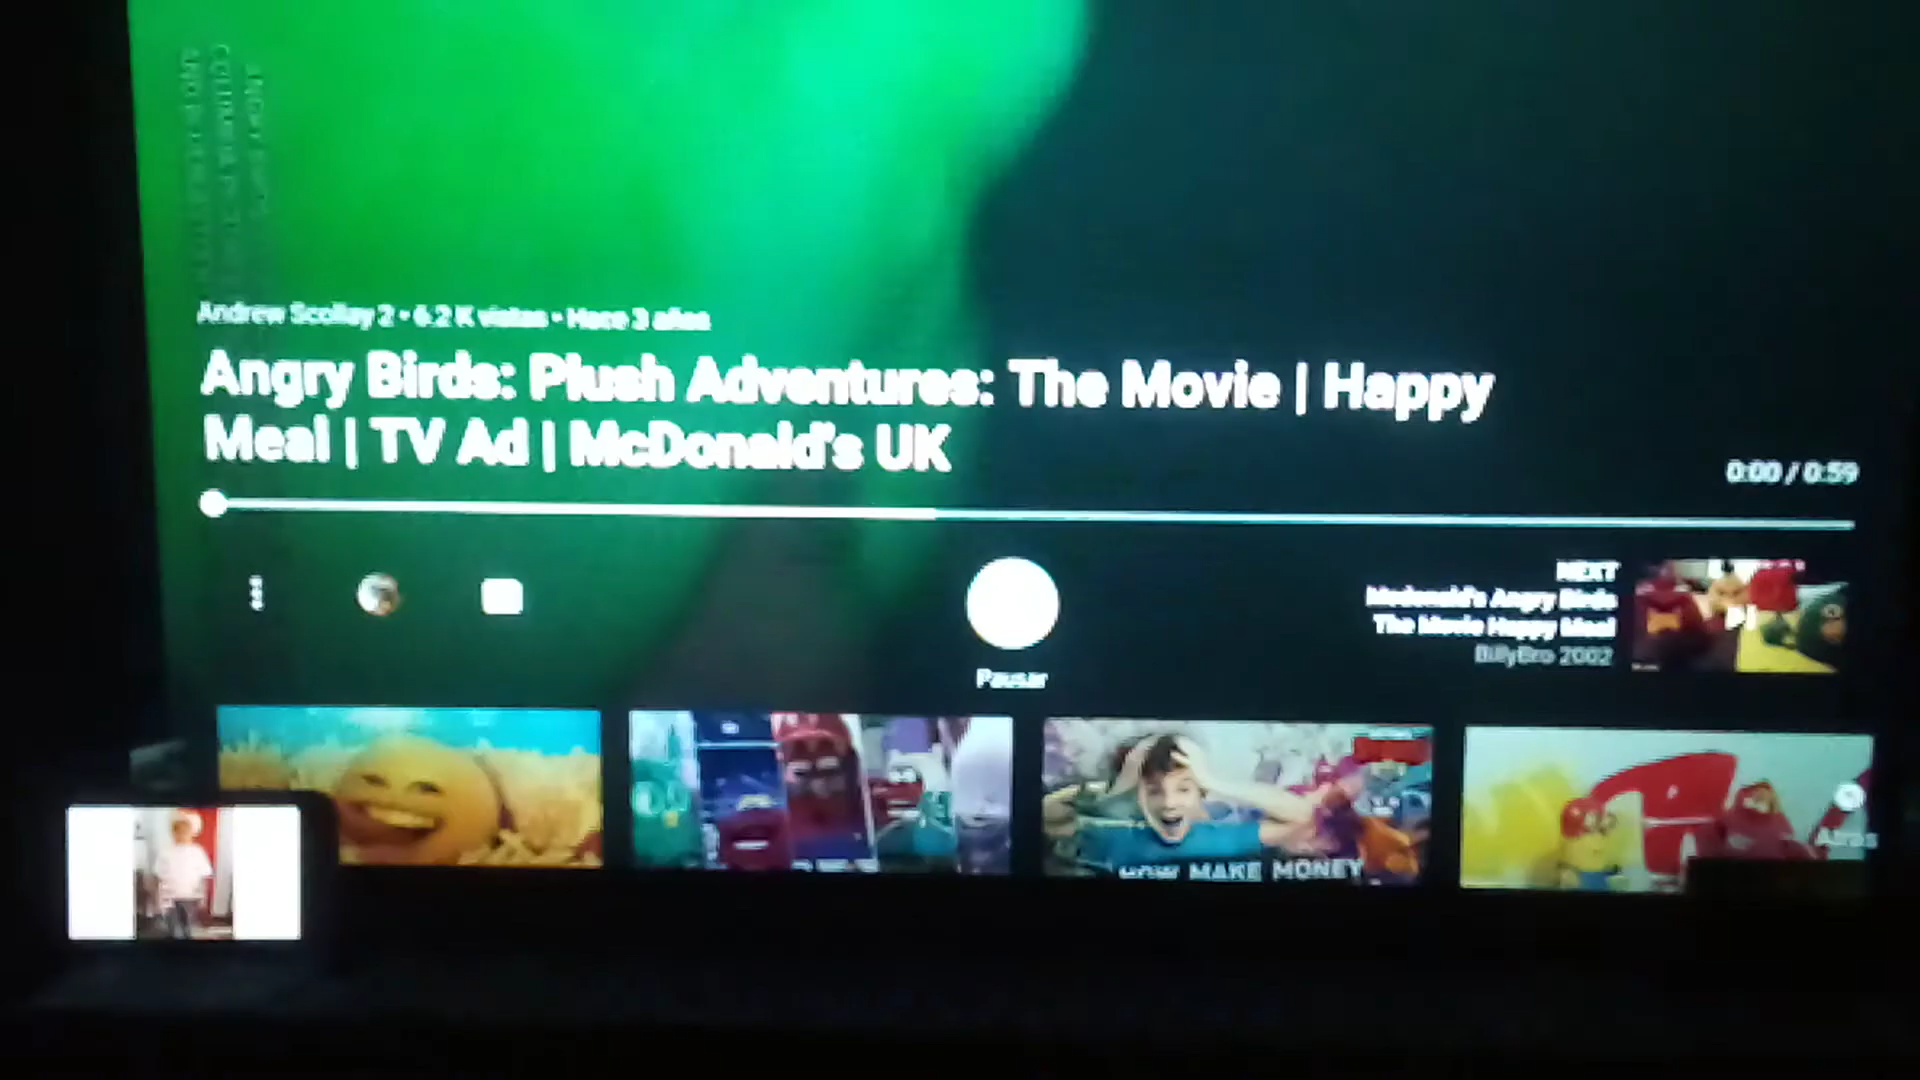 Andrew Scollay 2 • 6.2 K vistas • Hace 3 años
Angry Birds: Plush Adventures: The Movie | Happy
Meal | TV Ad | McDonald's UK
0:00 / 0:59
NEXT
Mcdonald's Angry Birds
The Movie Happy Meal
BillyBro 2002
Pausar
HOW MAKE MONEY
Atrás